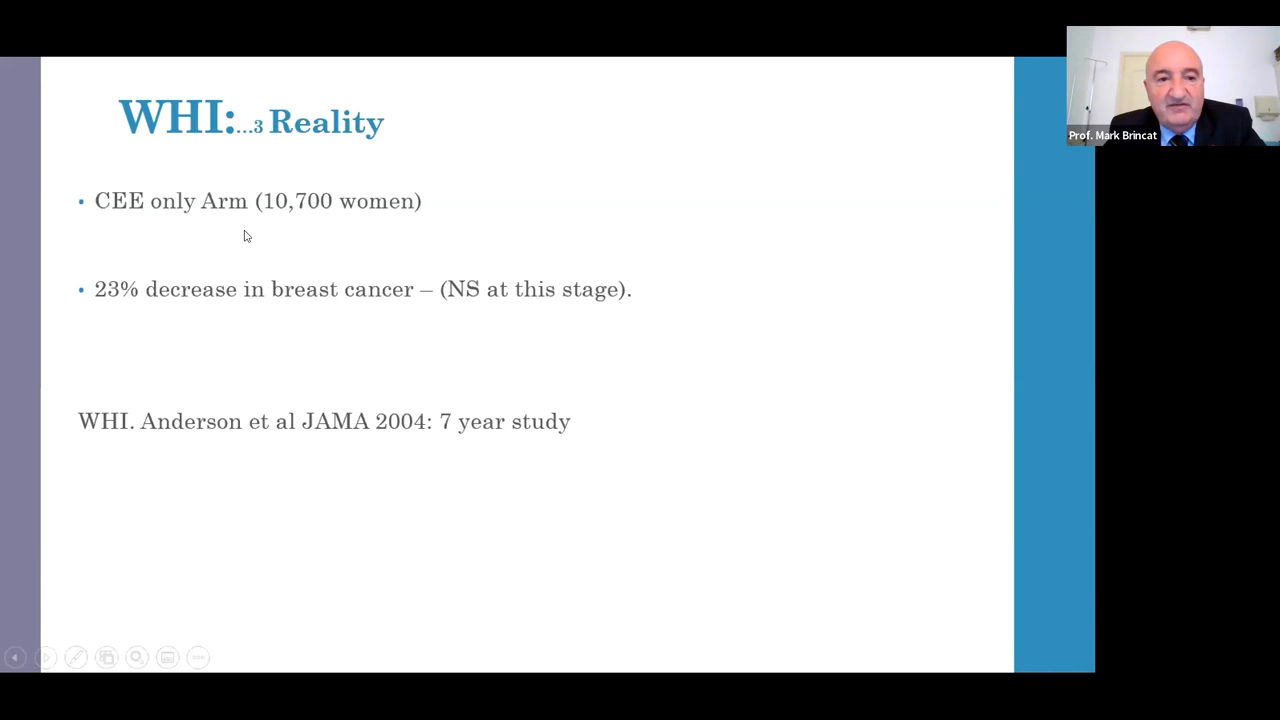 WHI:...3 Reality
• CEE only Arm (10,700 women)
• 23% decrease in breast cancer – (NS at this stage).
WHI. Anderson et al JAMA 2004: 7 year study
Prof. Mark Brincat